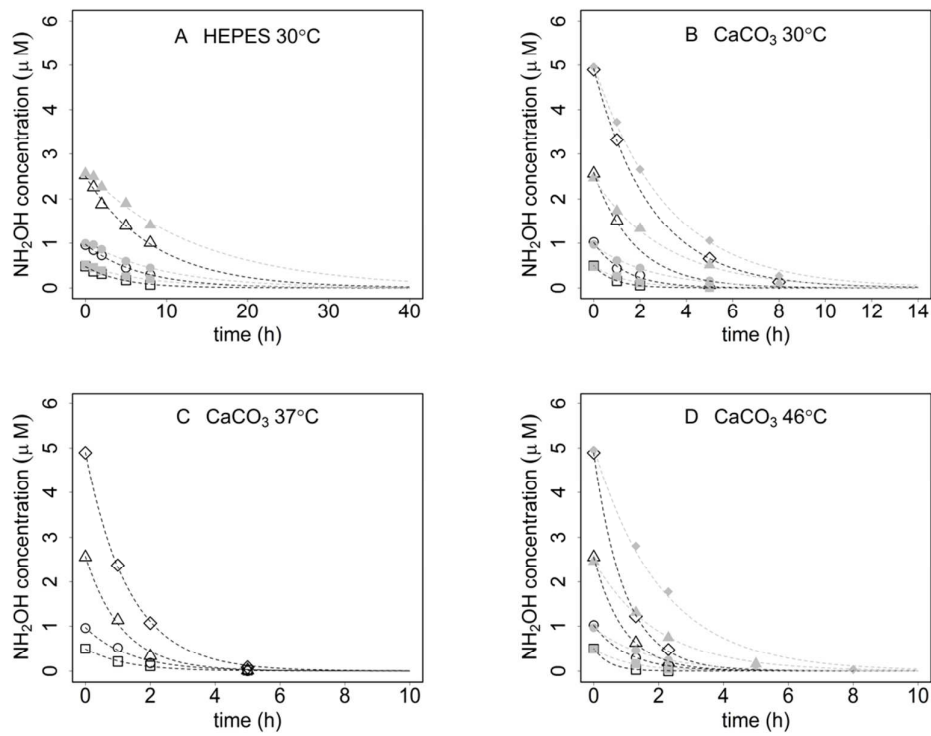 A HEPES 30°C
NH₂OH concentration (μ M)
6
5
4
3
2
1
0
0 10 20 30 40
time (h)
B CaCO₃ 30°C
NH₂OH concentration (μ M)
6
5
4
3
2
1
0
0 2 4 6 8 10 12 14
time (h)
C CaCO₃ 37°C
NH₂OH concentration (μ M)
6
5
4
3
2
1
0
0 2 4 6 8 10
time (h)
D CaCO₃ 46°C
NH₂OH concentration (μ M)
6
5
4
3
2
1
0
0 2 4 6 8 10
time (h)